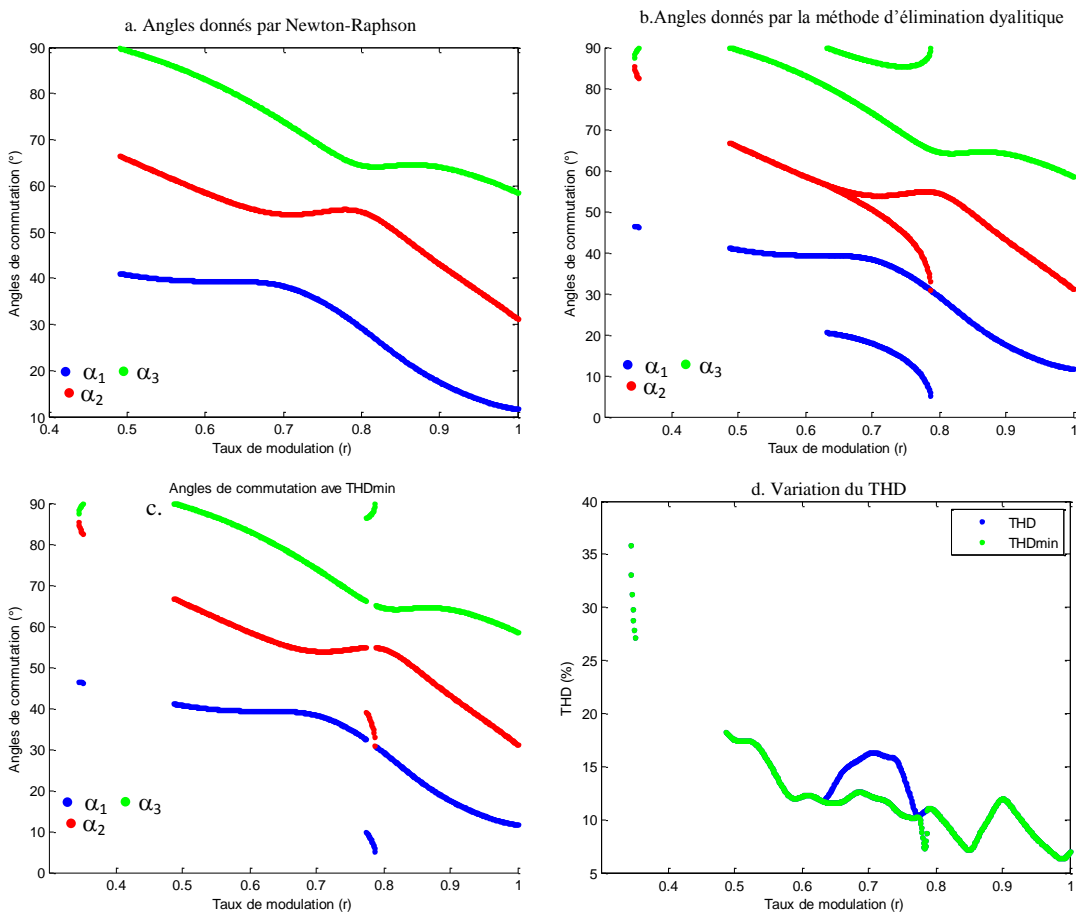 a. Angles donnés par Newton-Raphson
90
80
70
60
50
40
30
20
10
0.4 0.5 0.6 0.7 0.8 0.9 1
Angles de commutation (°)
Taux de modulation (r)
α1 α3
α2
b.Angles donnés par la méthode d'élimination dyalitique
90
80
70
60
50
40
30
20
10
0
0.4 0.5 0.6 0.7 0.8 0.9 1
Angles de commutation (°)
Taux de modulation (r)
α1 α3
α2
Angles de commutation ave THDmin
c.
90
80
70
60
50
40
30
20
10
0
0.4 0.5 0.6 0.7 0.8 0.9 1
Angles de commutation (°)
Taux de modulation (r)
α1 α3
α2
d. Variation du THD
40
35
30
25
20
15
10
5
0.4 0.5 0.6 0.7 0.8 0.9 1
THD (%)
Taux de modulation (r)
THD
THDmin